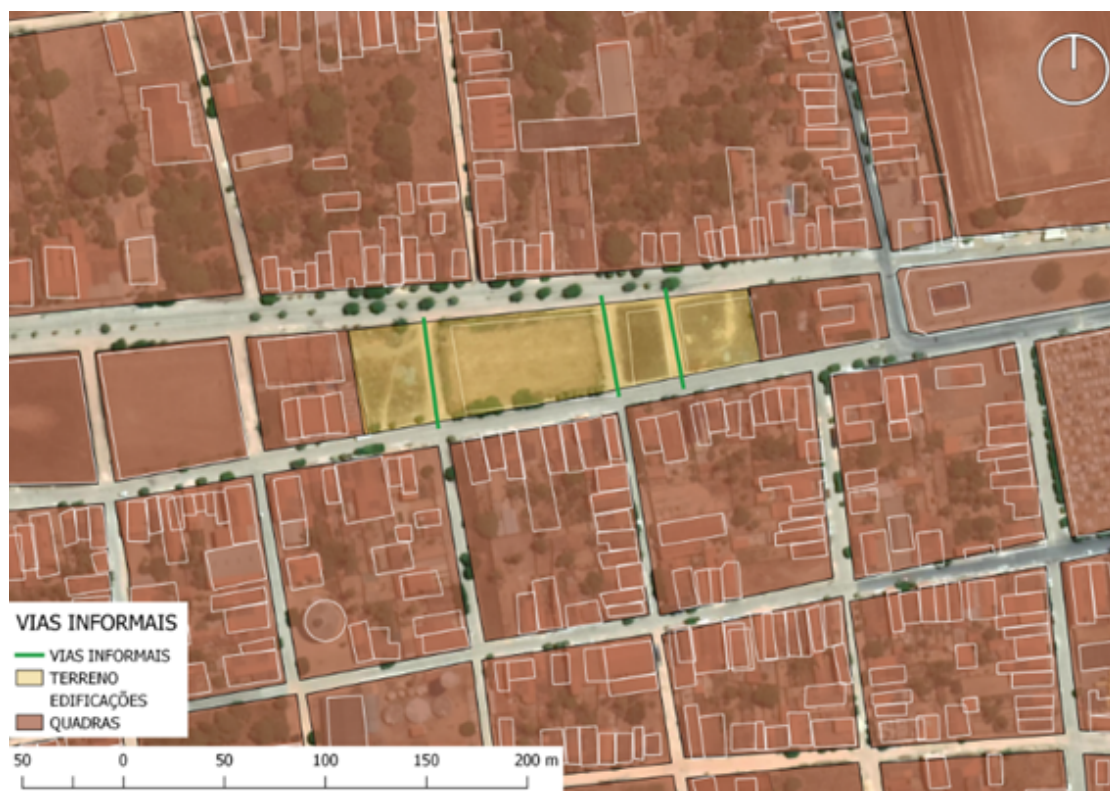 VIAS INFORMAIS
VIAS INFORMAIS
TERRENO
EDIFICAÇÕES
QUADRAS
50 0 50 100 150 200 m